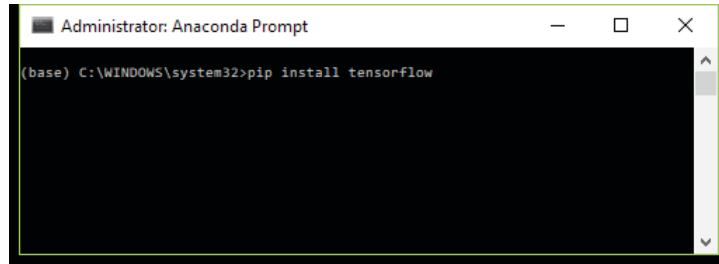 Administrator: Anaconda Prompt
(base) C:\WINDOWS\system32>pip install tensorflow